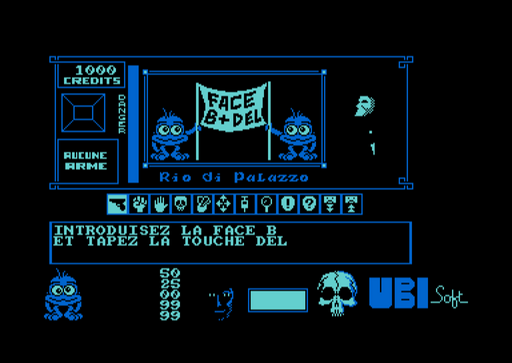 1000
CREDITS
DANGER
AUCUNE
ARME
FACE
B+DEL
Rio di Palazzo
1
INTRODUISEZ LA FACE B
ET TAPEZ LA TOUCHE DEL
50
25
00
99
99
UBI Soft